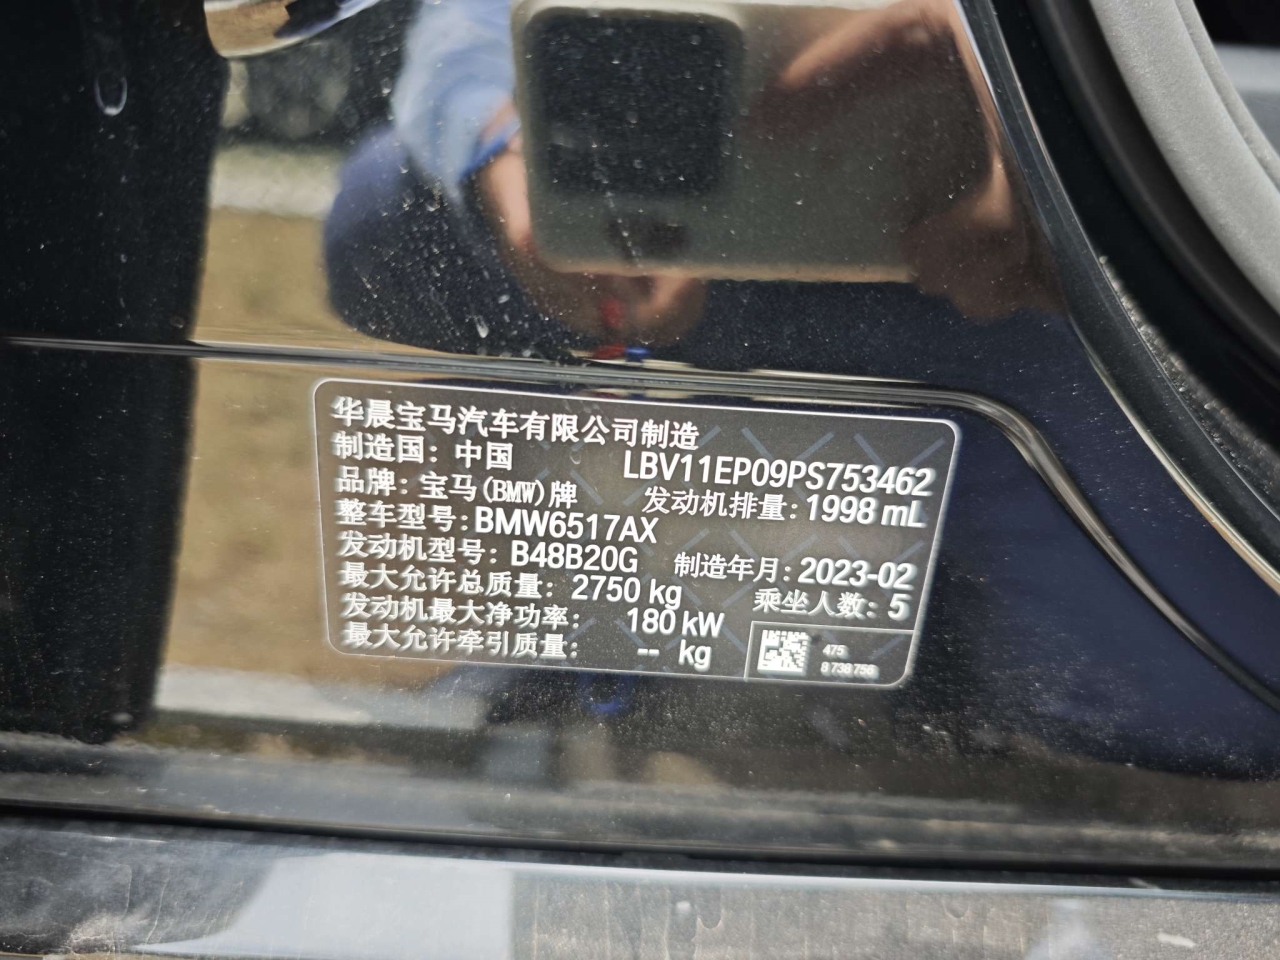 华晨宝马汽车有限公司制造
制造国：中国 LBV11EP09PS753462
品牌：宝马(BMW)牌 发动机排量：1998 mL
整车型号：BMW6517AX
发动机型号：B48B20G 制造年月：2023-02
最大允许总质量：2750 kg 乘坐人数：5
发动机最大净功率：180 kW
最大允许牵引质量：-- kg
475
8 738 756